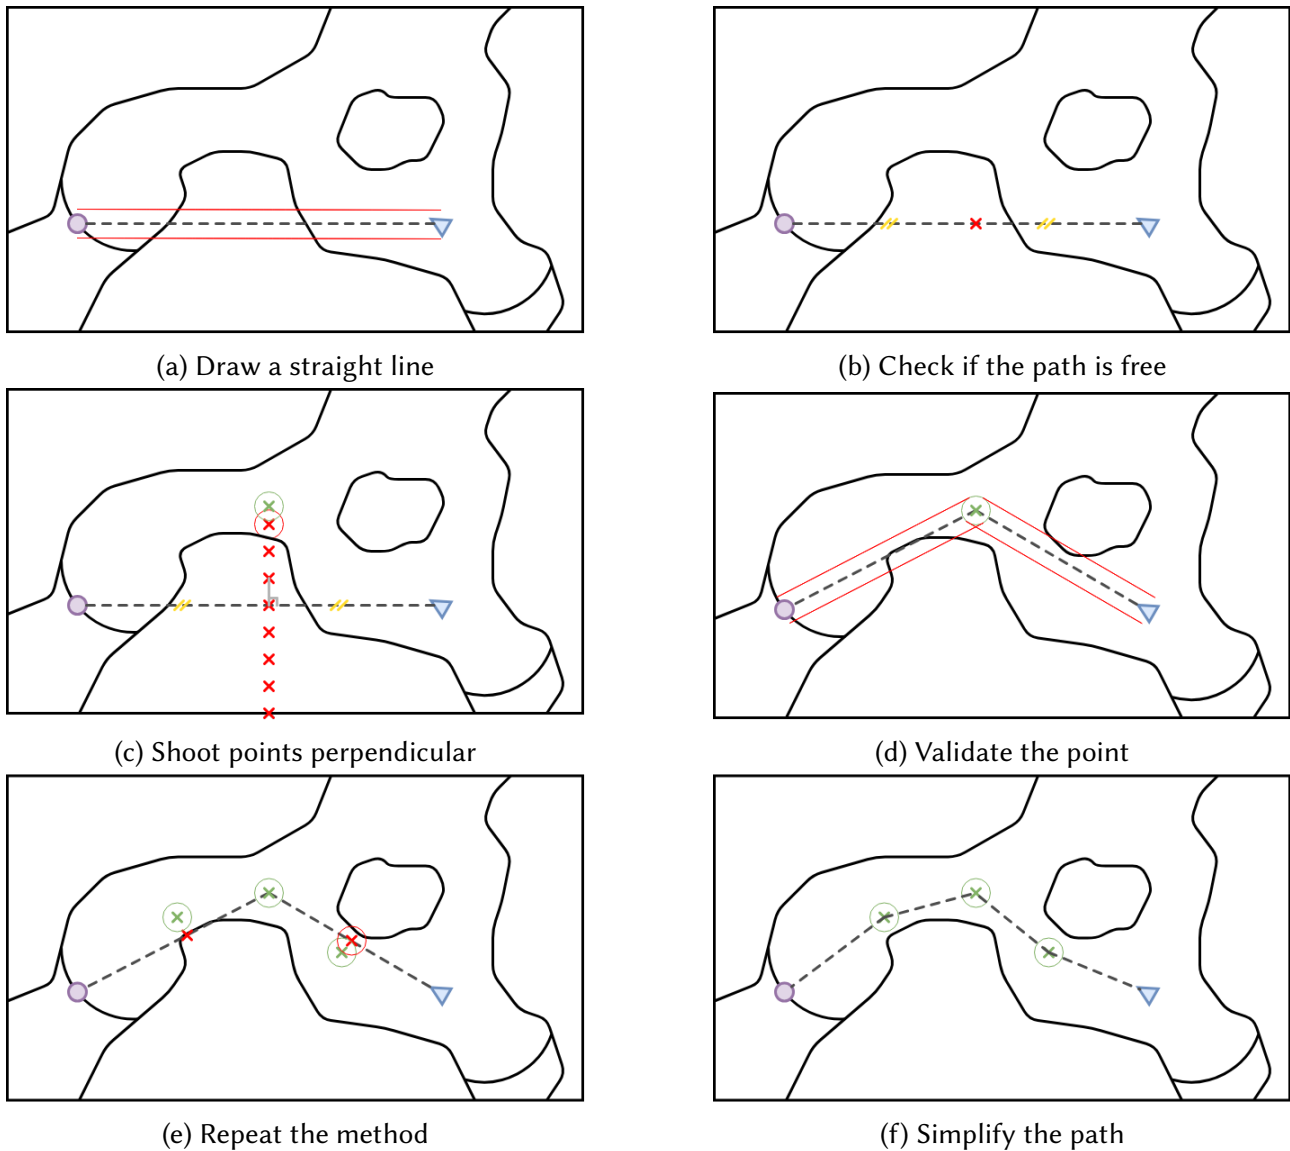 (a) Draw a straight line
(b) Check if the path is free
(c) Shoot points perpendicular
(d) Validate the point
(e) Repeat the method
(f) Simplify the path